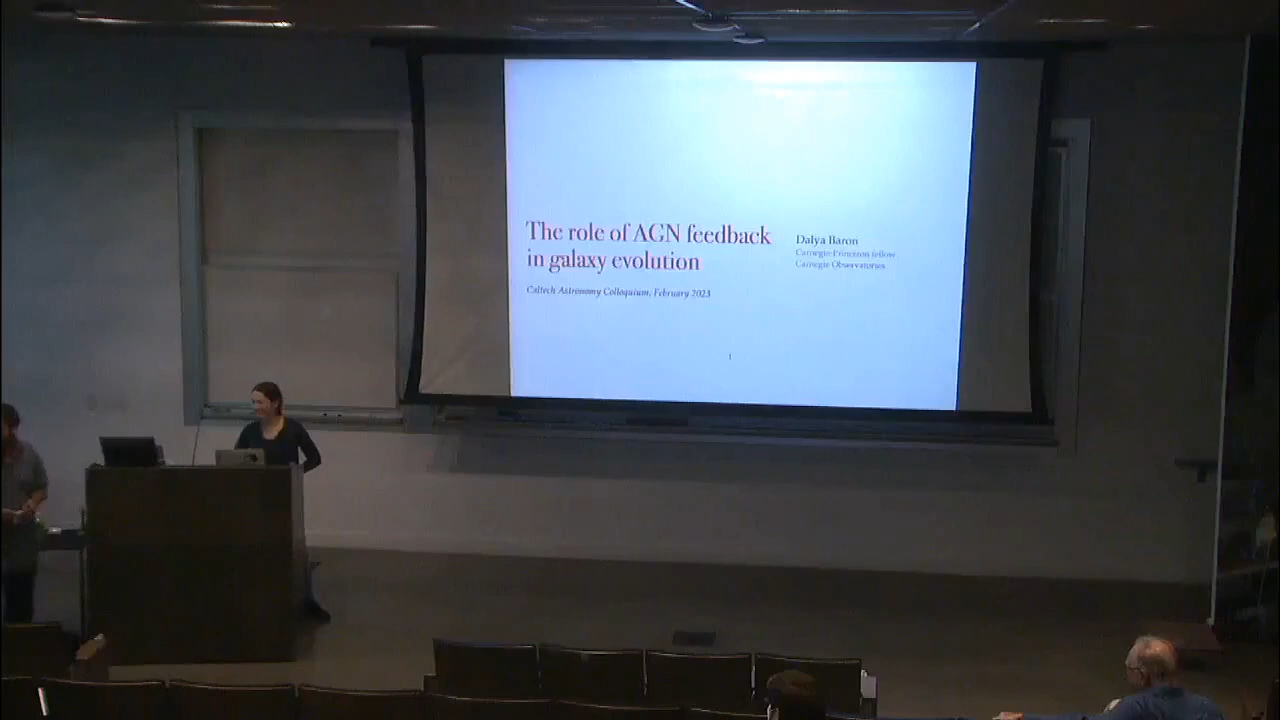 The role of AGN feedback
in galaxy evolution
Caltech Astronomy Colloquium, February 2023
Dalya Baron
Carnegie-Princeton fellow
Carnegie Observatories
1